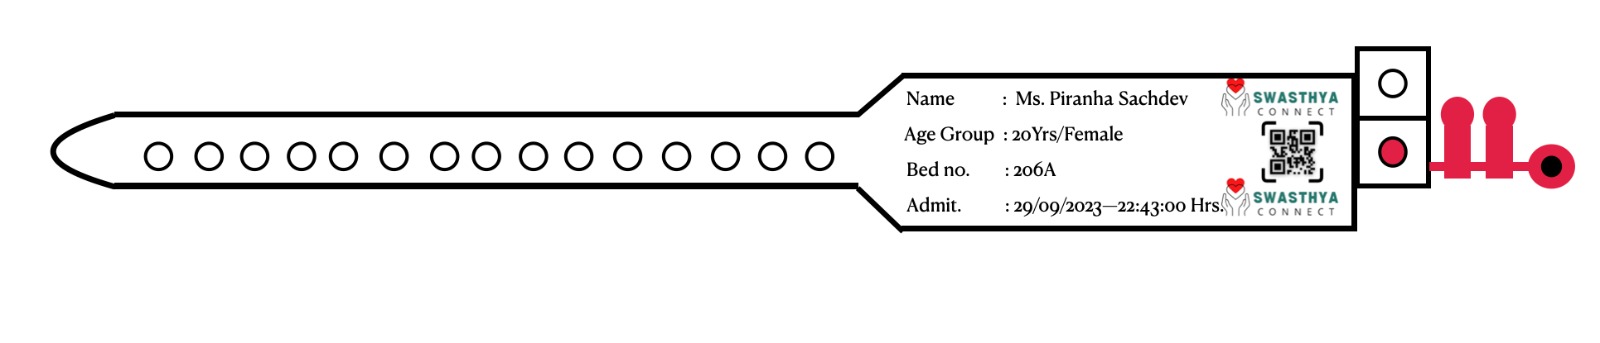 Name : Ms. Piranha Sachdev
Age Group : 20Yrs/Female
Bed no. : 206A
Admit. : 29/09/2023—22:43:00 Hrs.
SWASTHYA
CONNECT
SWASTHYA
CONNECT